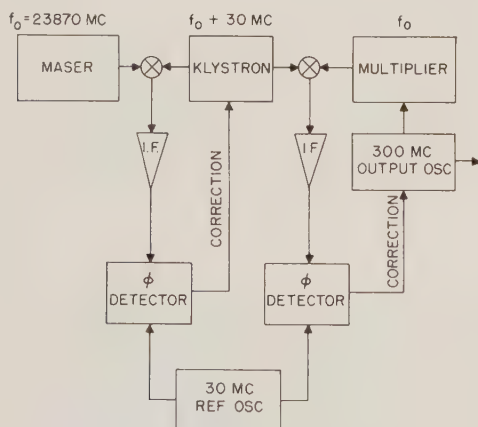 f₀=23870 MC
f₀ + 30 MC
f₀
MASER
KLYSTRON
MULTIPLIER
I.F.
I F
300 MC
OUTPUT OSC
CORRECTION
CORRECTION
ϕ
DETECTOR
ϕ
DETECTOR
30 MC
REF OSC